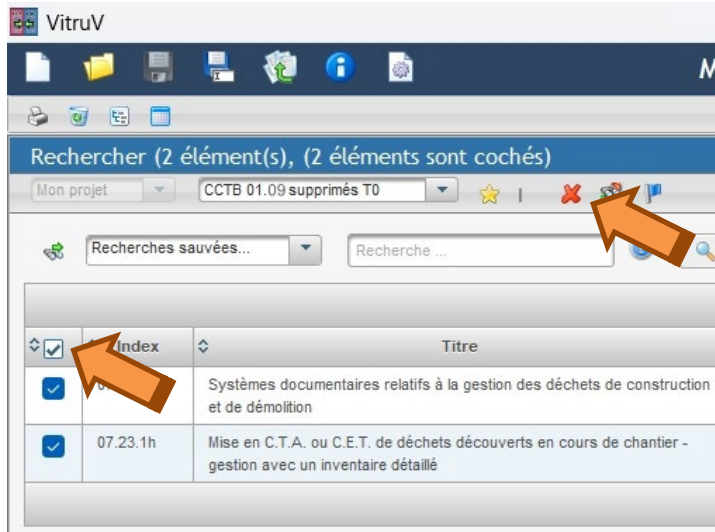 VitruV
M
Rechercher (2 élément(s), (2 éléments sont cochés)
Mon projet CCTB 01.09 supprimés T0
Recherches sauvées... Recherche ...
Index Titre
Systèmes documentaires relatifs à la gestion des déchets de construction
et de démolition
07.23.1h Mise en C.T.A. ou C.E.T. de déchets découverts en cours de chantier -
gestion avec un inventaire détaillé